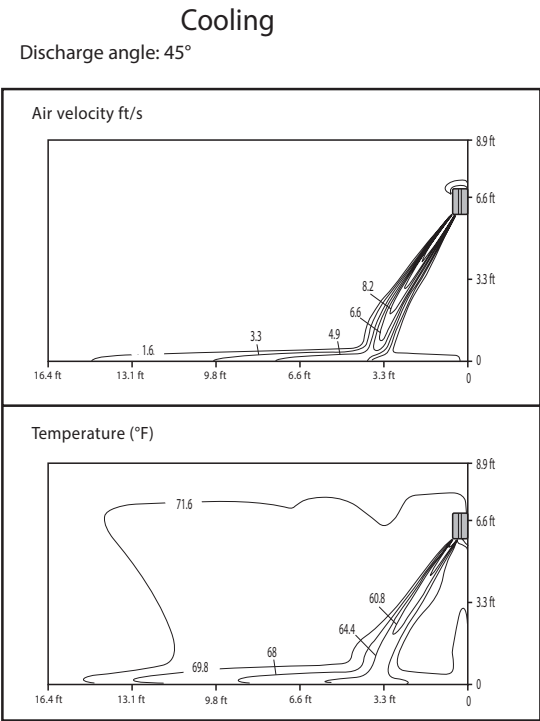 Cooling
Discharge angle: 45°
Air velocity ft/s
8.9 ft
6.6 ft
3.3 ft
8.2
6.6
4.9
3.3
1.6
0
16.4 ft 13.1 ft 9.8 ft 6.6 ft 3.3 ft 0
Temperature (°F)
8.9 ft
71.6
6.6 ft
60.8
3.3 ft
64.4
68
69.8
0
16.4 ft 13.1 ft 9.8 ft 6.6 ft 3.3 ft 0